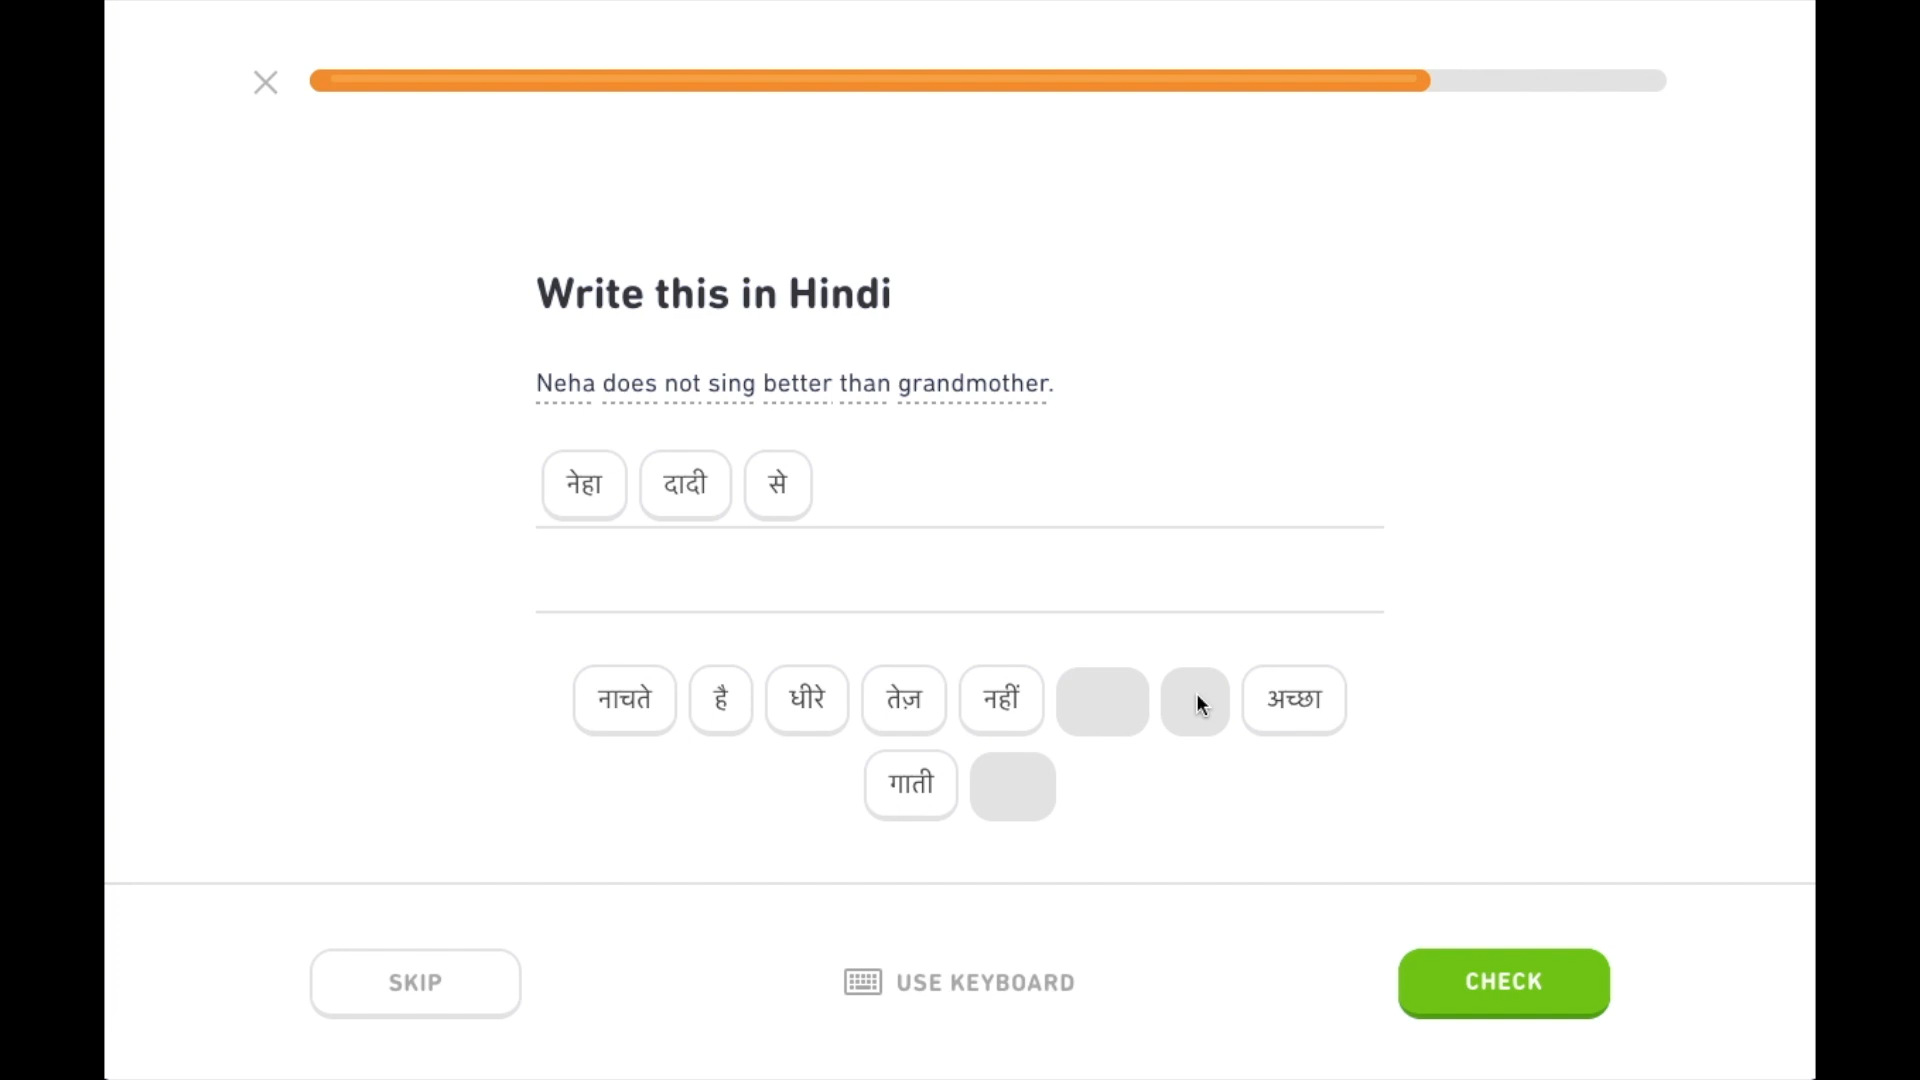 Write this in Hindi
Neha does not sing better than grandmother.
नेहा दादी से
नाचते है धीरे तेज़ नहीं अच्छा
गाती
SKIP USE KEYBOARD CHECK